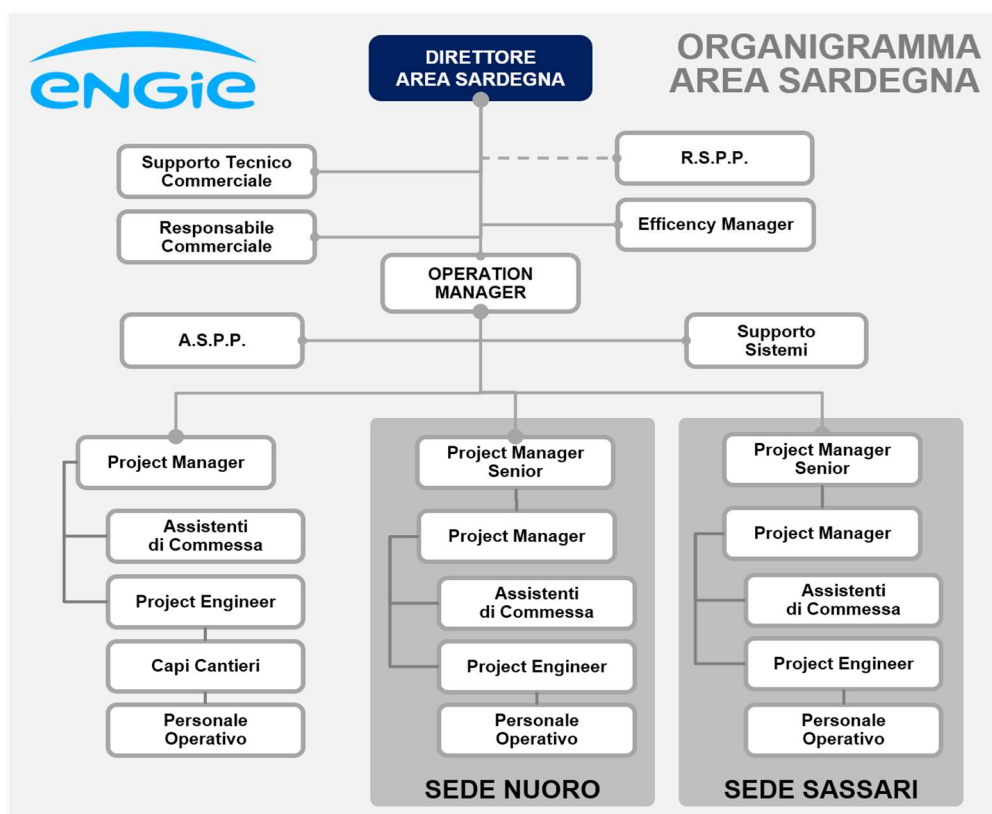 ENGIE
DIRETTORE
AREA SARDEGNA
ORGANIGRAMMA
AREA SARDEGNA
Supporto Tecnico
Commerciale
R.S.P.P.
Responsabile
Commerciale
Efficency Manager
OPERATION
MANAGER
A.S.P.P.
Supporto
Sistemi
Project Manager
Assistenti
di Commessa
Project Engineer
Capi Cantieri
Personale
Operativo
Project Manager
Senior
Project Manager
Assistenti
di Commessa
Project Engineer
Personale
Operativo
SEDE NUORO
Project Manager
Senior
Project Manager
Assistenti
di Commessa
Project Engineer
Personale
Operativo
SEDE SASSARI